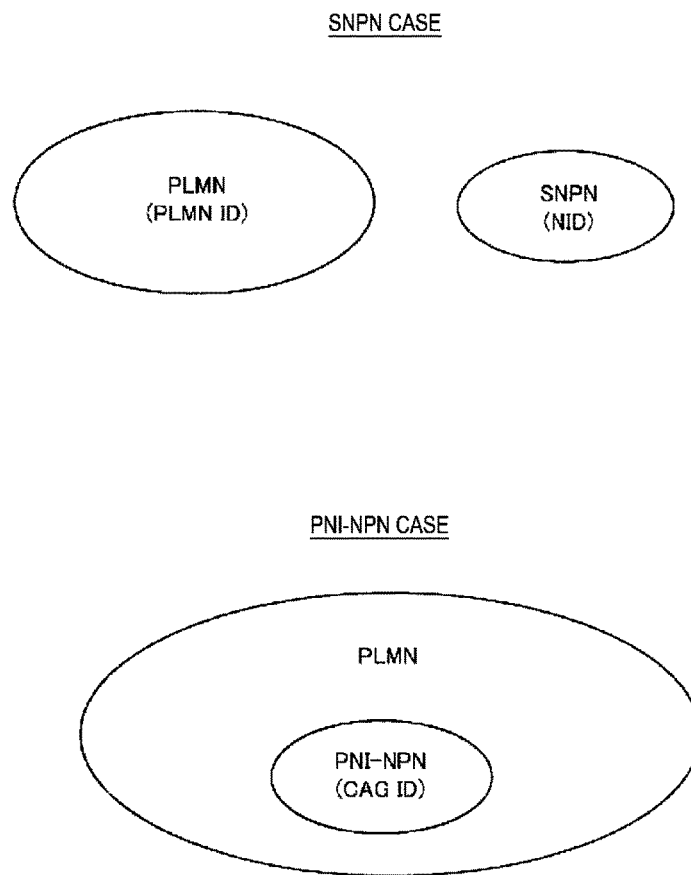 SNPN CASE
PLMN
(PLMN ID)
SNPN
(NID)
PNI-NPN CASE
PLMN
PNI-NPN
(CAG ID)